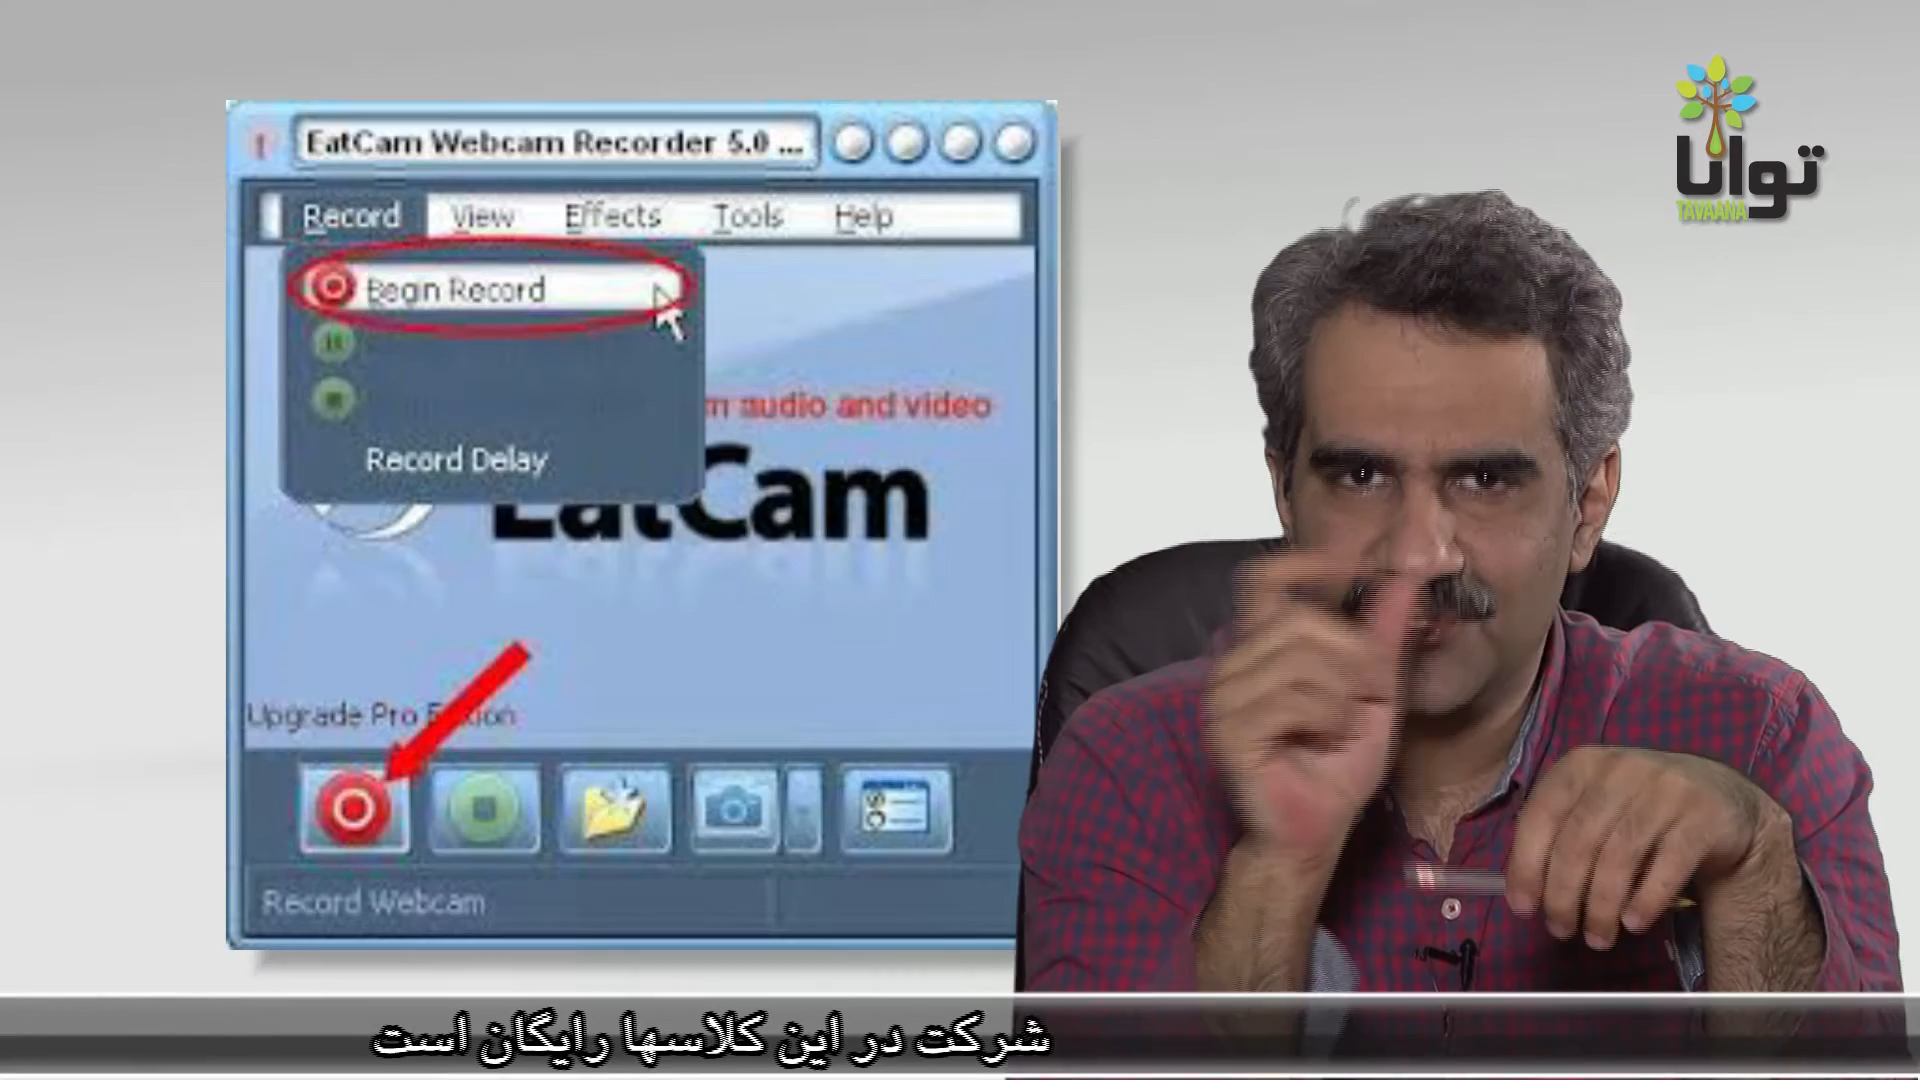 EatCam Webcam Recorder 5.0 ...
Record View Effects Tools Help
Begin Record
audio and video
Record Delay
EatCam
Upgrade Pro Edition
Record Webcam
توانا
TAVAANA
شرکت در این کلاسها رایگان است